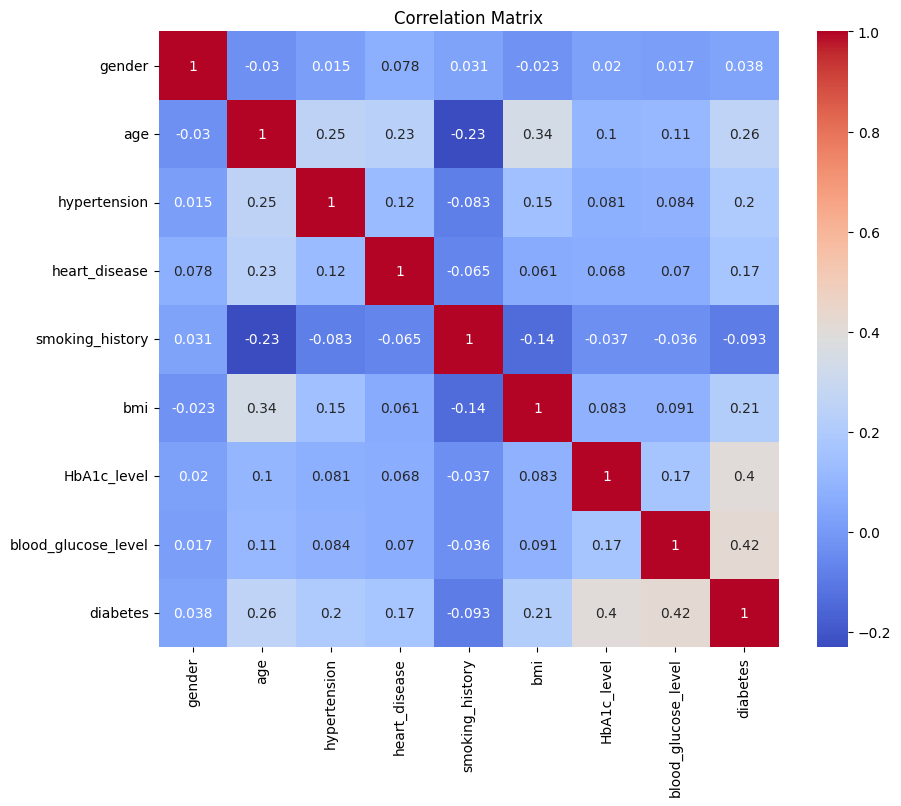 Correlation Matrix
gender 1 -0.03 0.015 0.078 0.031 -0.023 0.02 0.017 0.038
age -0.03 1 0.25 0.23 -0.23 0.34 0.1 0.11 0.26
hypertension 0.015 0.25 1 0.12 -0.083 0.15 0.081 0.084 0.2
heart_disease 0.078 0.23 0.12 1 -0.065 0.061 0.068 0.07 0.17
smoking_history 0.031 -0.23 -0.083 -0.065 1 -0.14 -0.037 -0.036 -0.093
bmi -0.023 0.34 0.15 0.061 -0.14 1 0.083 0.091 0.21
HbA1c_level 0.02 0.1 0.081 0.068 -0.037 0.083 1 0.17 0.4
blood_glucose_level 0.017 0.11 0.084 0.07 -0.036 0.091 0.17 1 0.42
diabetes 0.038 0.26 0.2 0.17 -0.093 0.21 0.4 0.42 1
gender age hypertension heart_disease smoking_history bmi HbA1c_level blood_glucose_level diabetes
1.0
0.8
0.6
0.4
0.2
0.0
−0.2